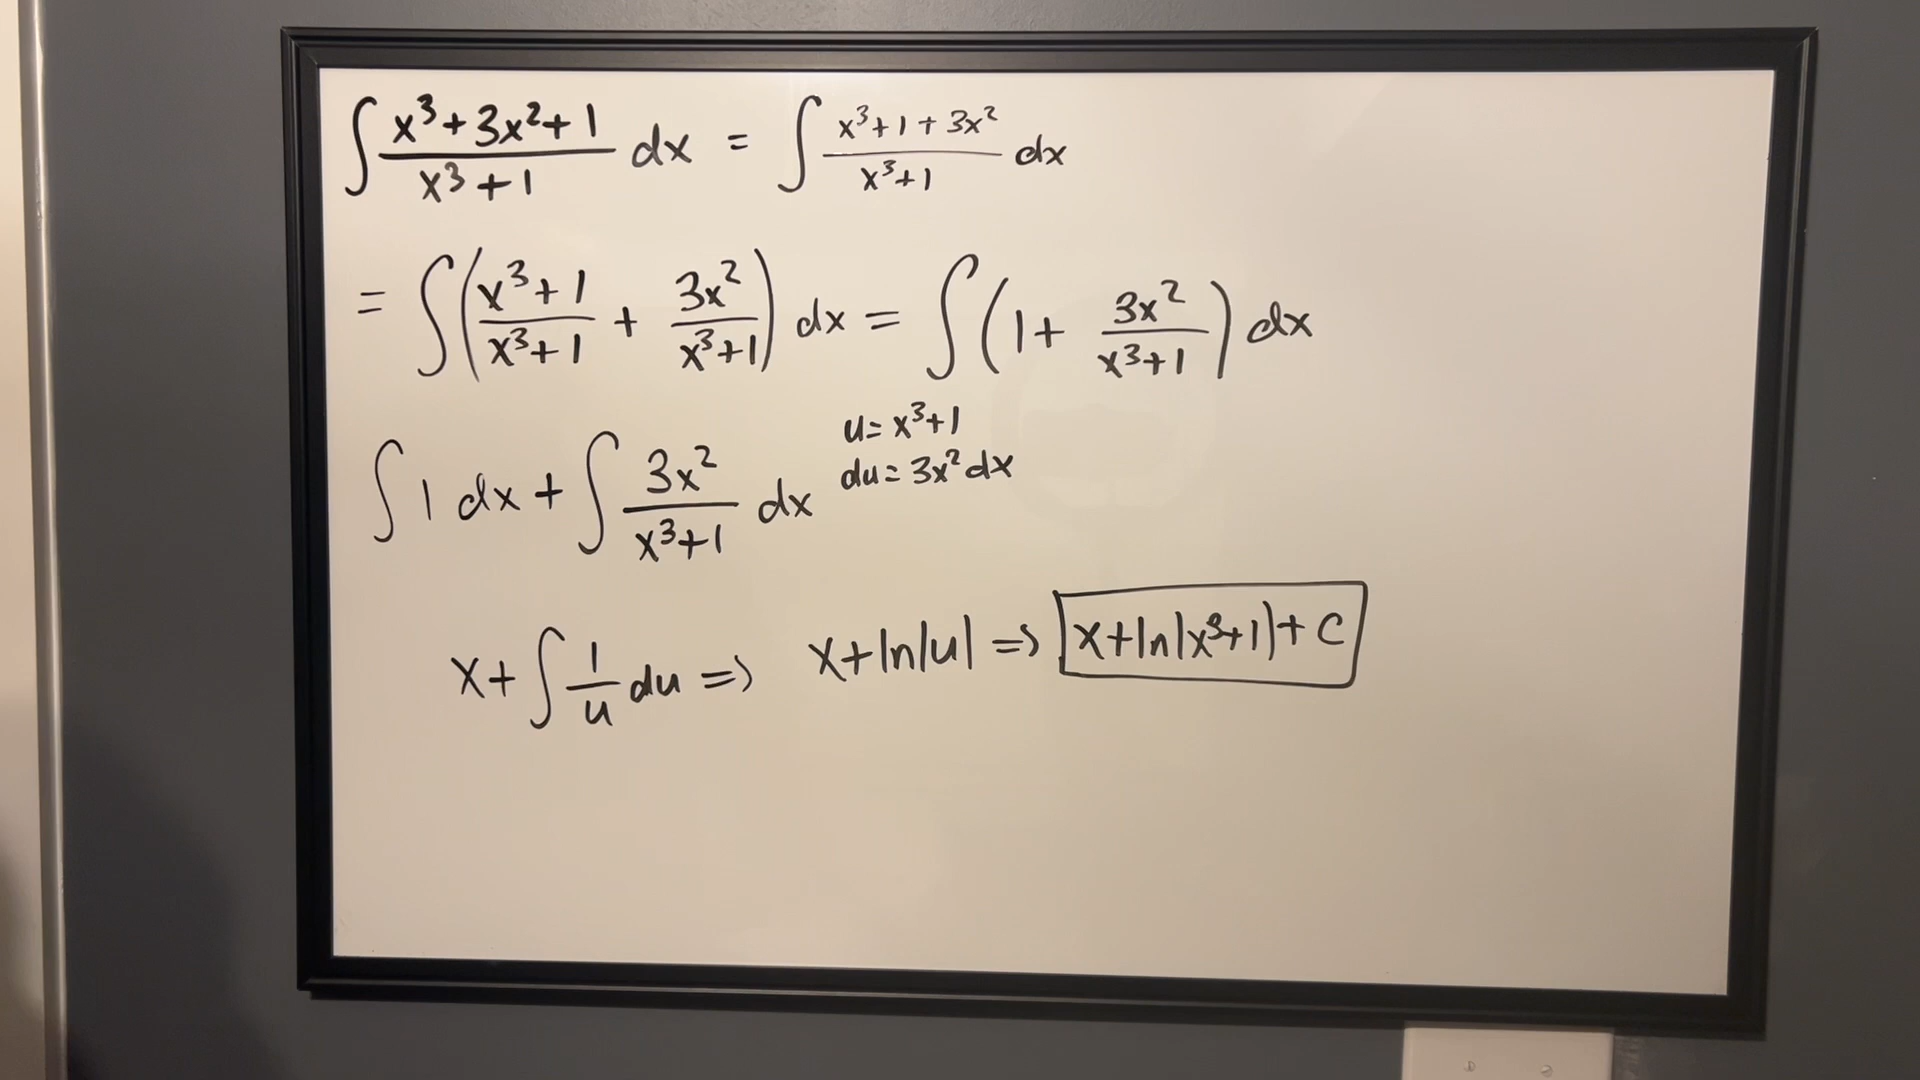 ∫ (x³+3x²+1)/(x³+1) dx = ∫ (x³+1+3x²)/(x³+1) dx
= ∫ ((x³+1)/(x³+1) + (3x²)/(x³+1)) dx = ∫ (1 + (3x²)/(x³+1)) dx
u= x³+1
du= 3x² dx
∫ 1 dx + ∫ (3x²)/(x³+1) dx
x + ∫ 1/u du => x+ln|u| => x+ln|x³+1|+C